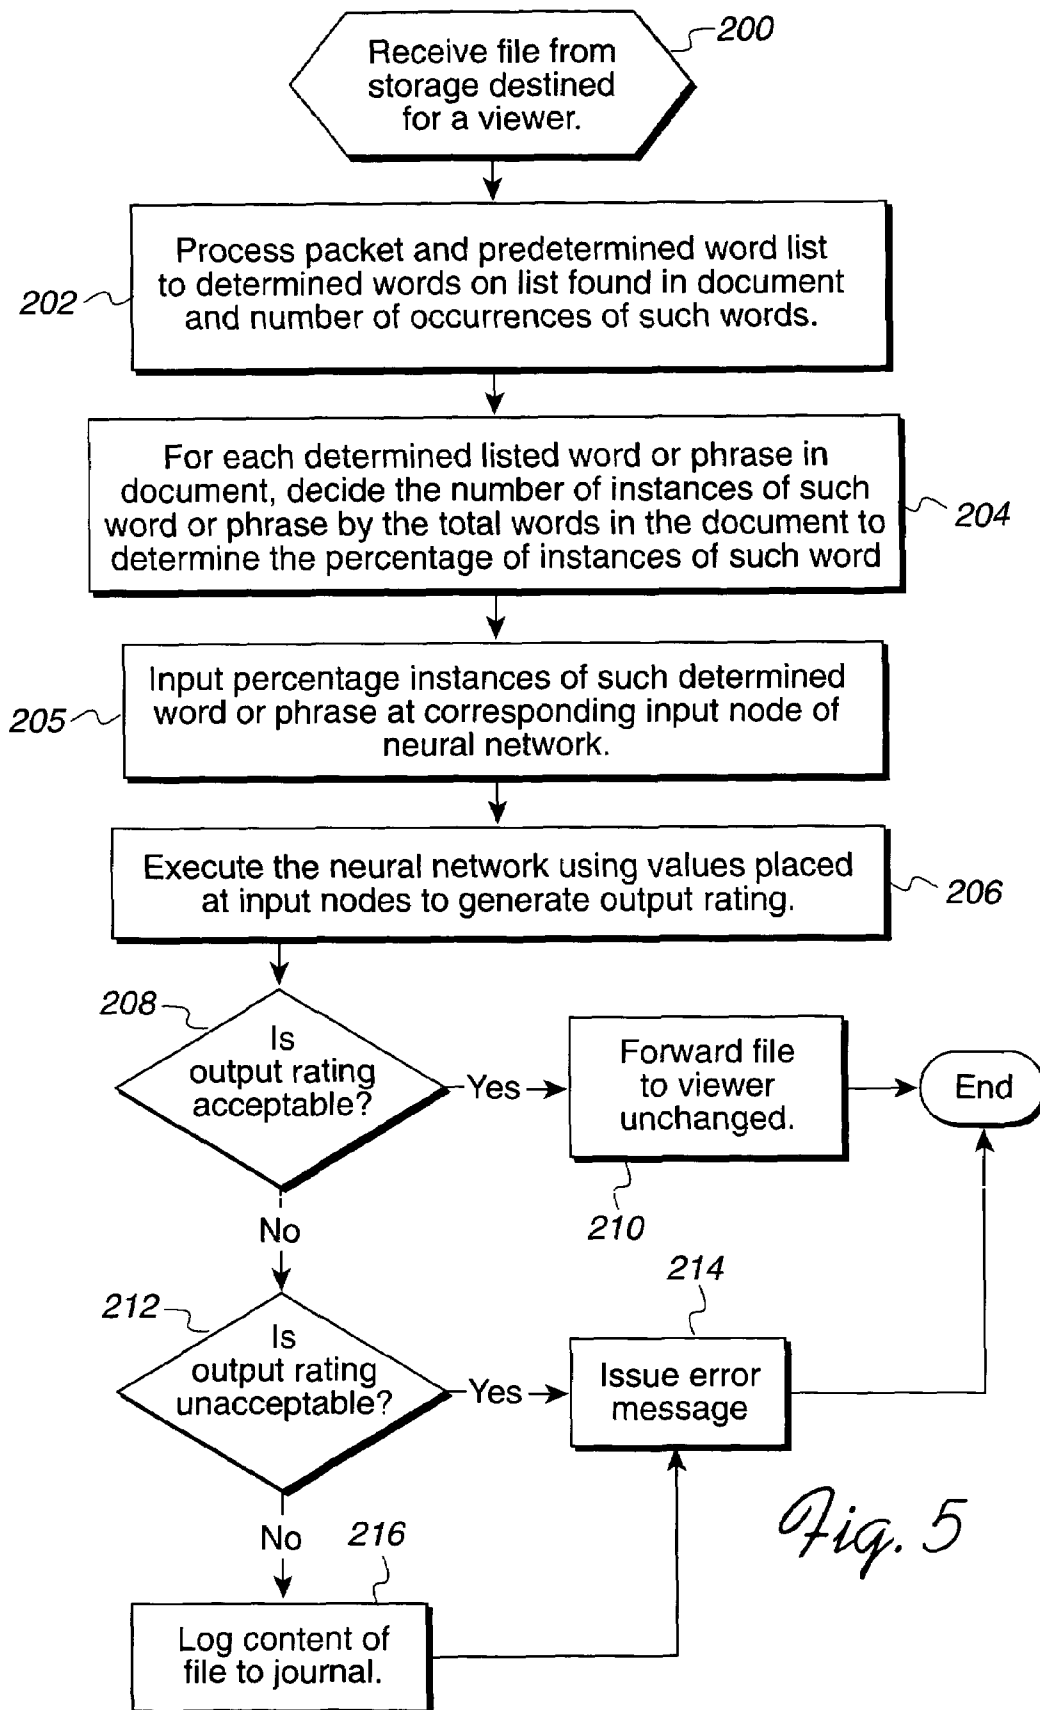 200
Receive file from
storage destined
for a viewer.
Process packet and predetermined word list
to determined words on list found in document
and number of occurrences of such words.
202
For each determined listed word or phrase in
document, decide the number of instances of such
word or phrase by the total words in the document to
determine the percentage of instances of such word
204
Input percentage instances of such determined
word or phrase at corresponding input node of
neural network.
205
Execute the neural network using values placed
at input nodes to generate output rating.
206
208
Is
output rating
acceptable?
Yes
Forward file
to viewer
unchanged.
End
210
No
212
Is
output rating
unacceptable?
Yes
214
Issue error
message
No
216
Log content of
file to journal.
Fig. 5